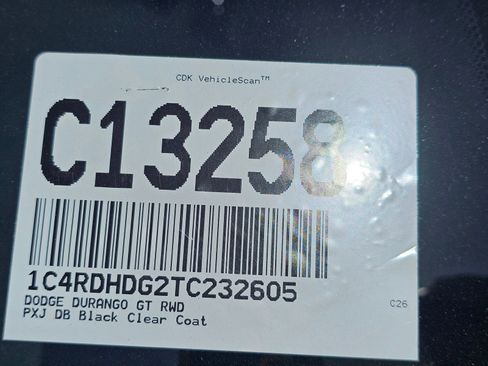 CDK VehicleScan™
C13258
1C4RDHDG2TC232605
DODGE DURANGO GT RWD
PXJ DB Black Clear Coat
C26